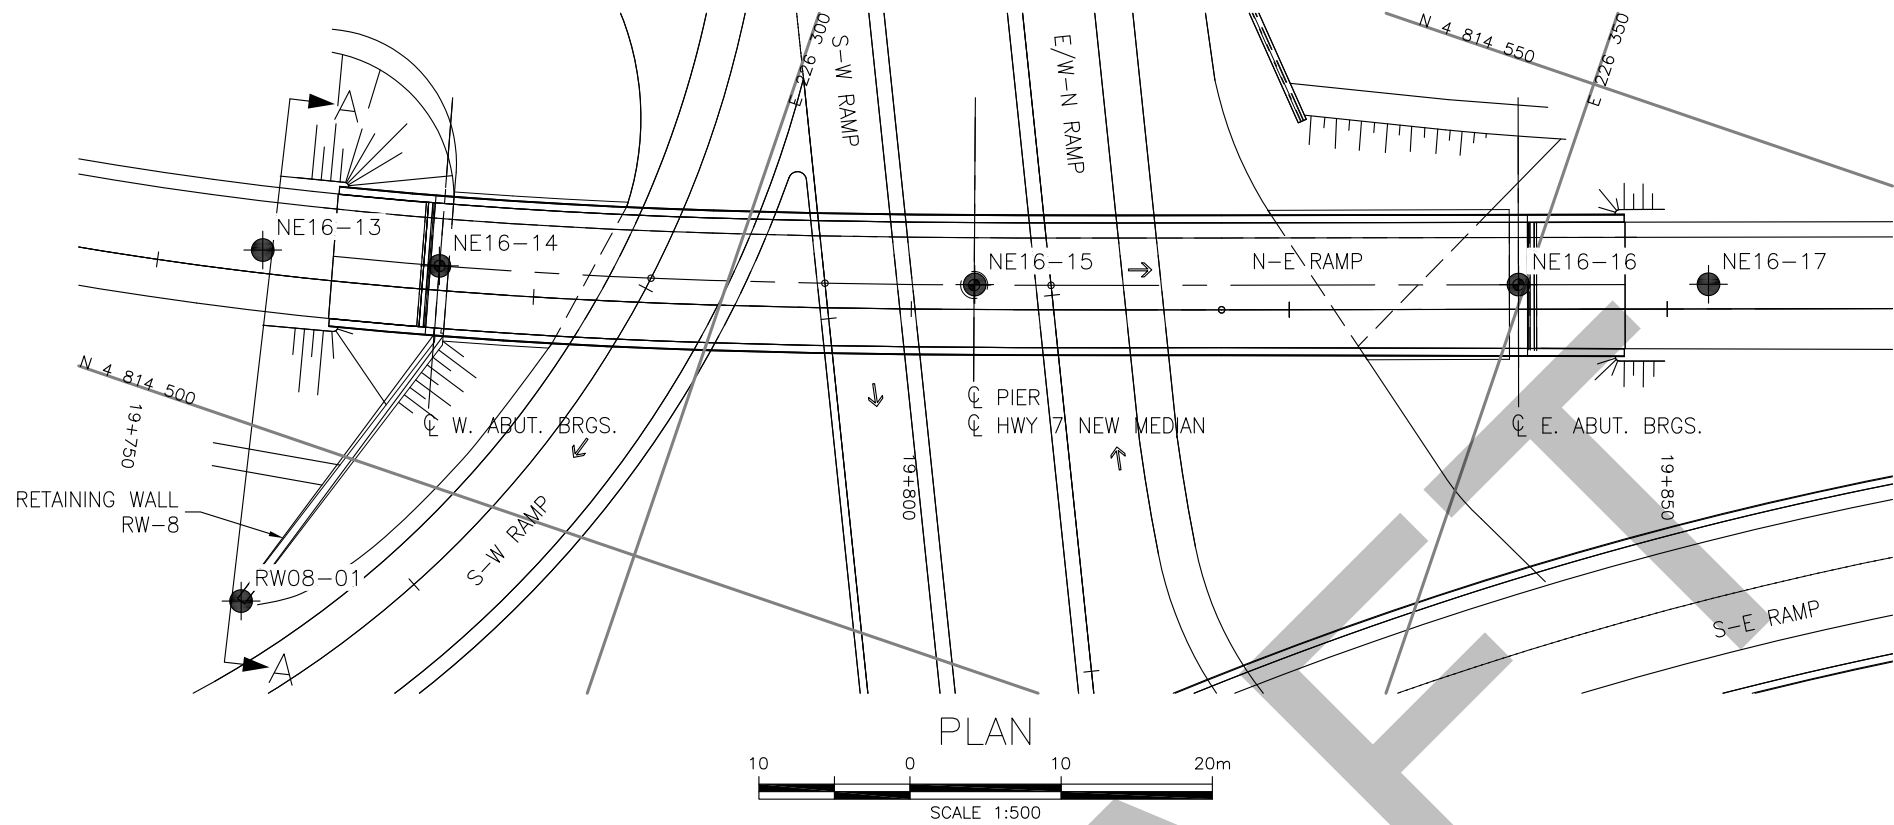 E 226 300
S-W RAMP
E/W-N RAMP
N 4 814 550
E 226 350
A
NE16-13
NE16-14
NE16-15
N-E RAMP
NE16-16
NE16-17
N 4 814 500
19+750
℄ W. ABUT. BRGS.
℄ PIER
℄ HWY 7 NEW MEDIAN
℄ E. ABUT. BRGS.
19+800
19+850
RETAINING WALL
RW-8
S-W RAMP
RW08-01
S-E RAMP
A
PLAN
10 0 10 20m
SCALE 1:500